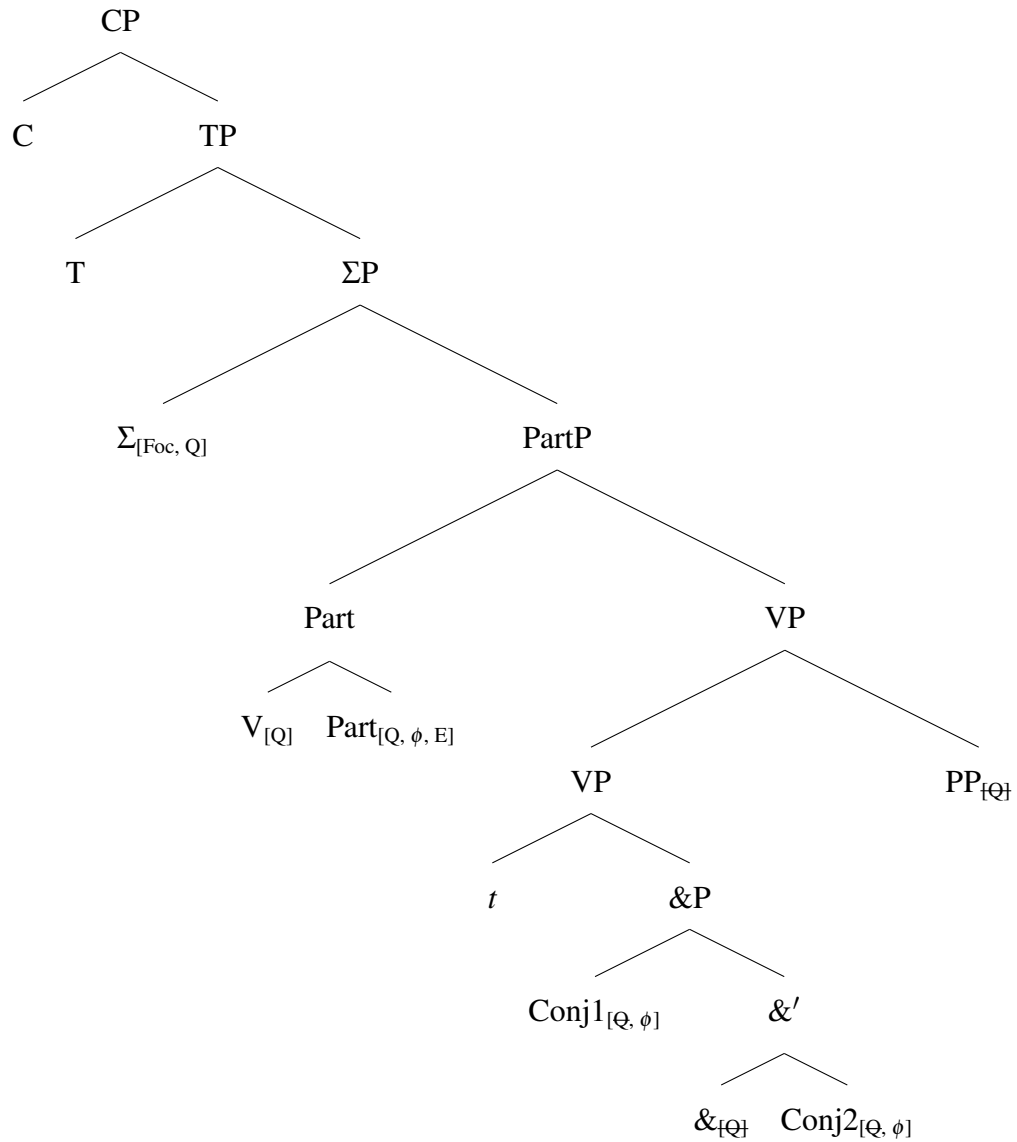 CP
C TP
T ΣP
Σ[Foc, Q] PartP
Part VP
V[Q] Part[Q, ϕ, E] VP PP[Q]
t &P
Conj1[Q, ϕ] &′
&[Q] Conj2[Q, ϕ]